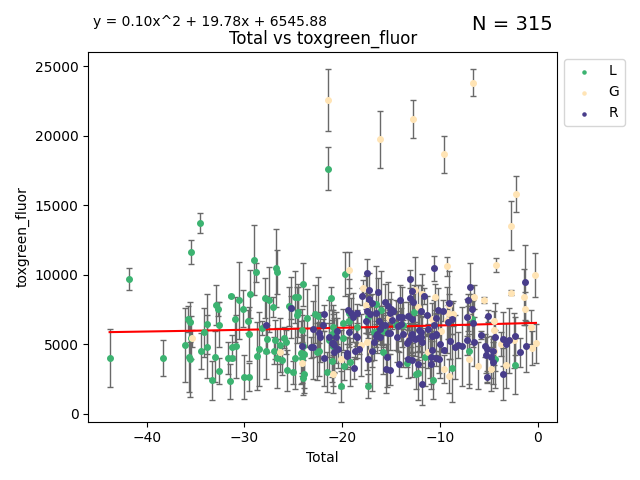 y = 0.10x^2 + 19.78x + 6545.88
N = 315
Total vs toxgreen_fluor
25000
20000
15000
10000
5000
0
toxgreen_fluor
−40
−30
−20
−10
0
Total
L
G
R